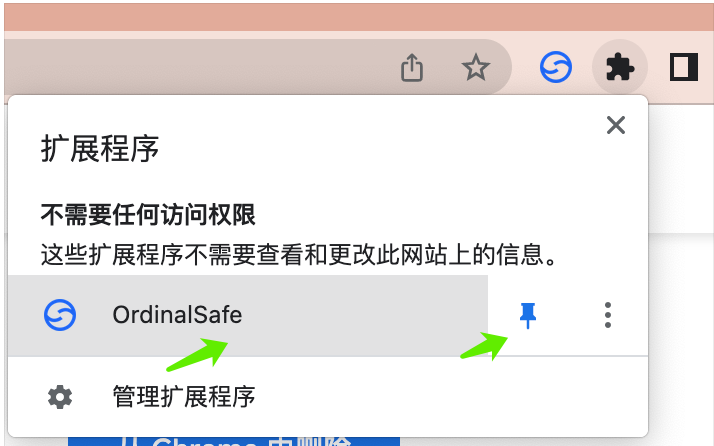 扩展程序
不需要任何访问权限
这些扩展程序不需要查看和更改此网站上的信息。
OrdinalSafe
管理扩展程序
从 Chrome 中删除